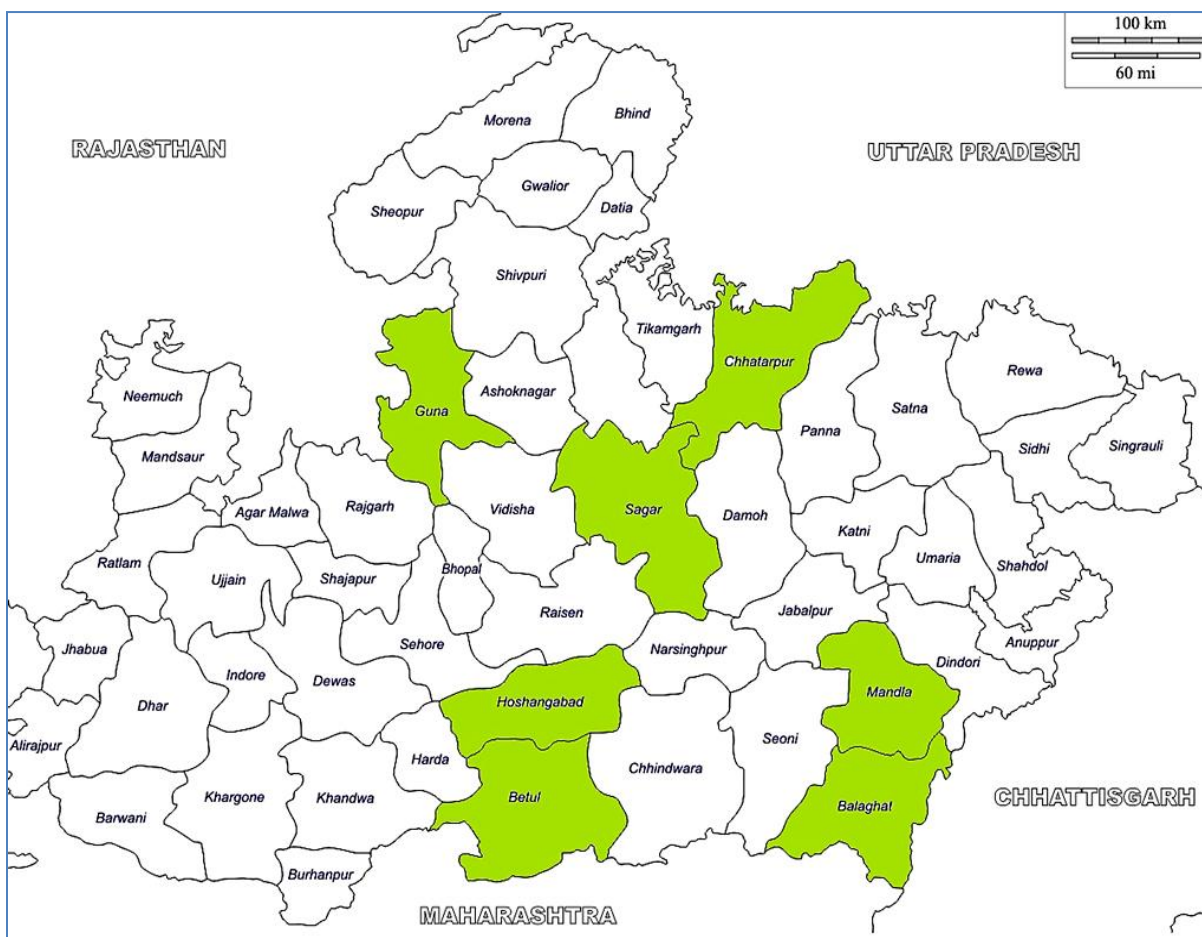 100 km
60 mi
RAJASTHAN
UTTAR PRADESH
Morena
Bhind
Gwalior
Sheopur
Datia
Shivpuri
Tikamgarh
Chhatarpur
Rewa
Neemuch
Ashoknagar
Guna
Satna
Panna
Sidhi
Singrauli
Mandsaur
Agar Malwa
Rajgarh
Vidisha
Sagar
Damoh
Katni
Umaria
Shahdol
Ratlam
Ujjain
Shajapur
Bhopal
Raisen
Jabalpur
Anuppur
Jhabua
Sehore
Narsinghpur
Dindori
Indore
Dewas
Dhar
Hoshangabad
Mandla
Alirajpur
Harda
Chhindwara
Seoni
Khargone
Khandwa
Betul
Balaghat
CHHATTISGARH
Barwani
Burhanpur
MAHARASHTRA